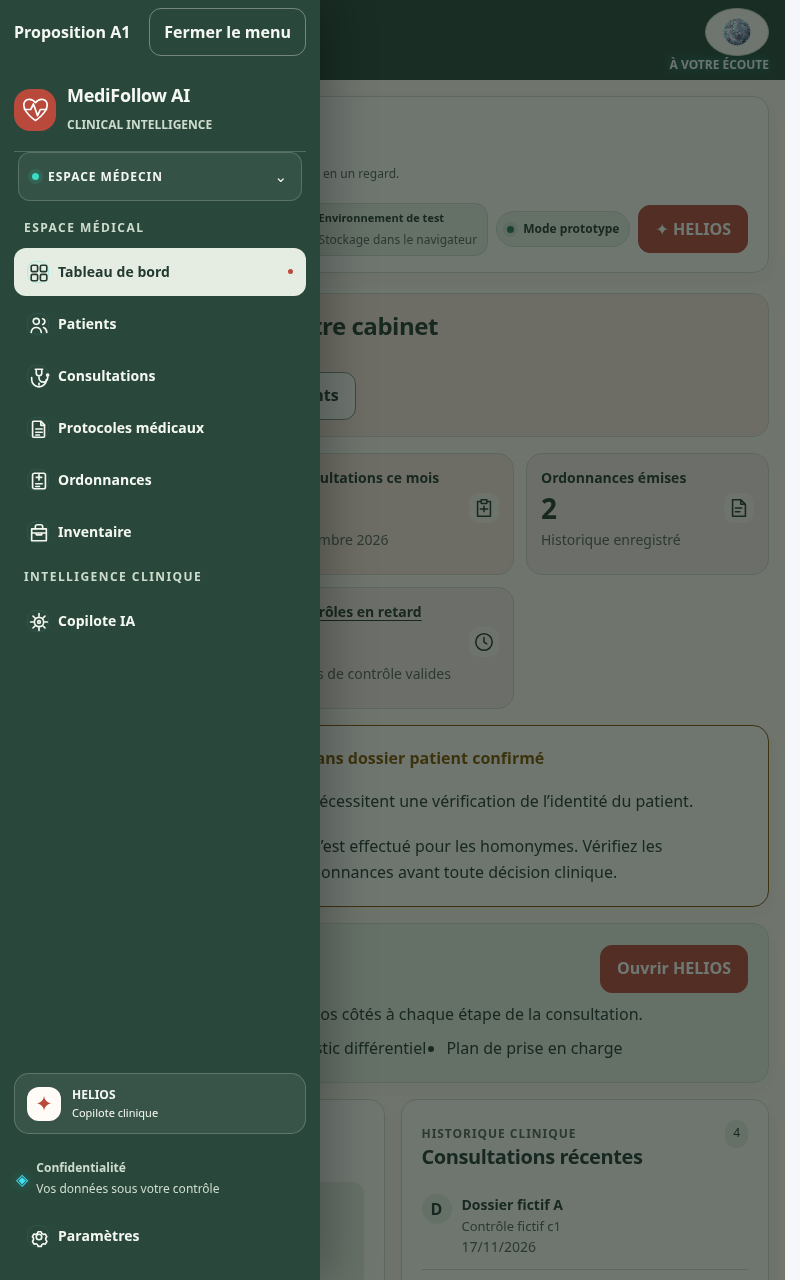 Proposition A1
Fermer le menu
MediFollow AI
CLINICAL INTELLIGENCE
ESPACE MÉDECIN
ESPACE MÉDICAL
Tableau de bord
Patients
Consultations
Protocoles médicaux
Ordonnances
Inventaire
INTELLIGENCE CLINIQUE
Copilote IA
HELIOS
Copilote clinique
Confidentialité
Vos données sous votre contrôle
Paramètres
À VOTRE ÉCOUTE
en un regard.
Environnement de test
Stockage dans le navigateur
Mode prototype
✦ HELIOS
tre cabinet
nts
ultations ce mois
mbre 2026
Ordonnances émises
2
Historique enregistré
rôles en retard
s de contrôle valides
ans dossier patient confirmé
écessitent une vérification de l’identité du patient.
’est effectué pour les homonymes. Vérifiez les
onnances avant toute décision clinique.
Ouvrir HELIOS
os côtés à chaque étape de la consultation.
stic différentiel • Plan de prise en charge
HISTORIQUE CLINIQUE
4
Consultations récentes
D
Dossier fictif A
Contrôle fictif c1
17/11/2026